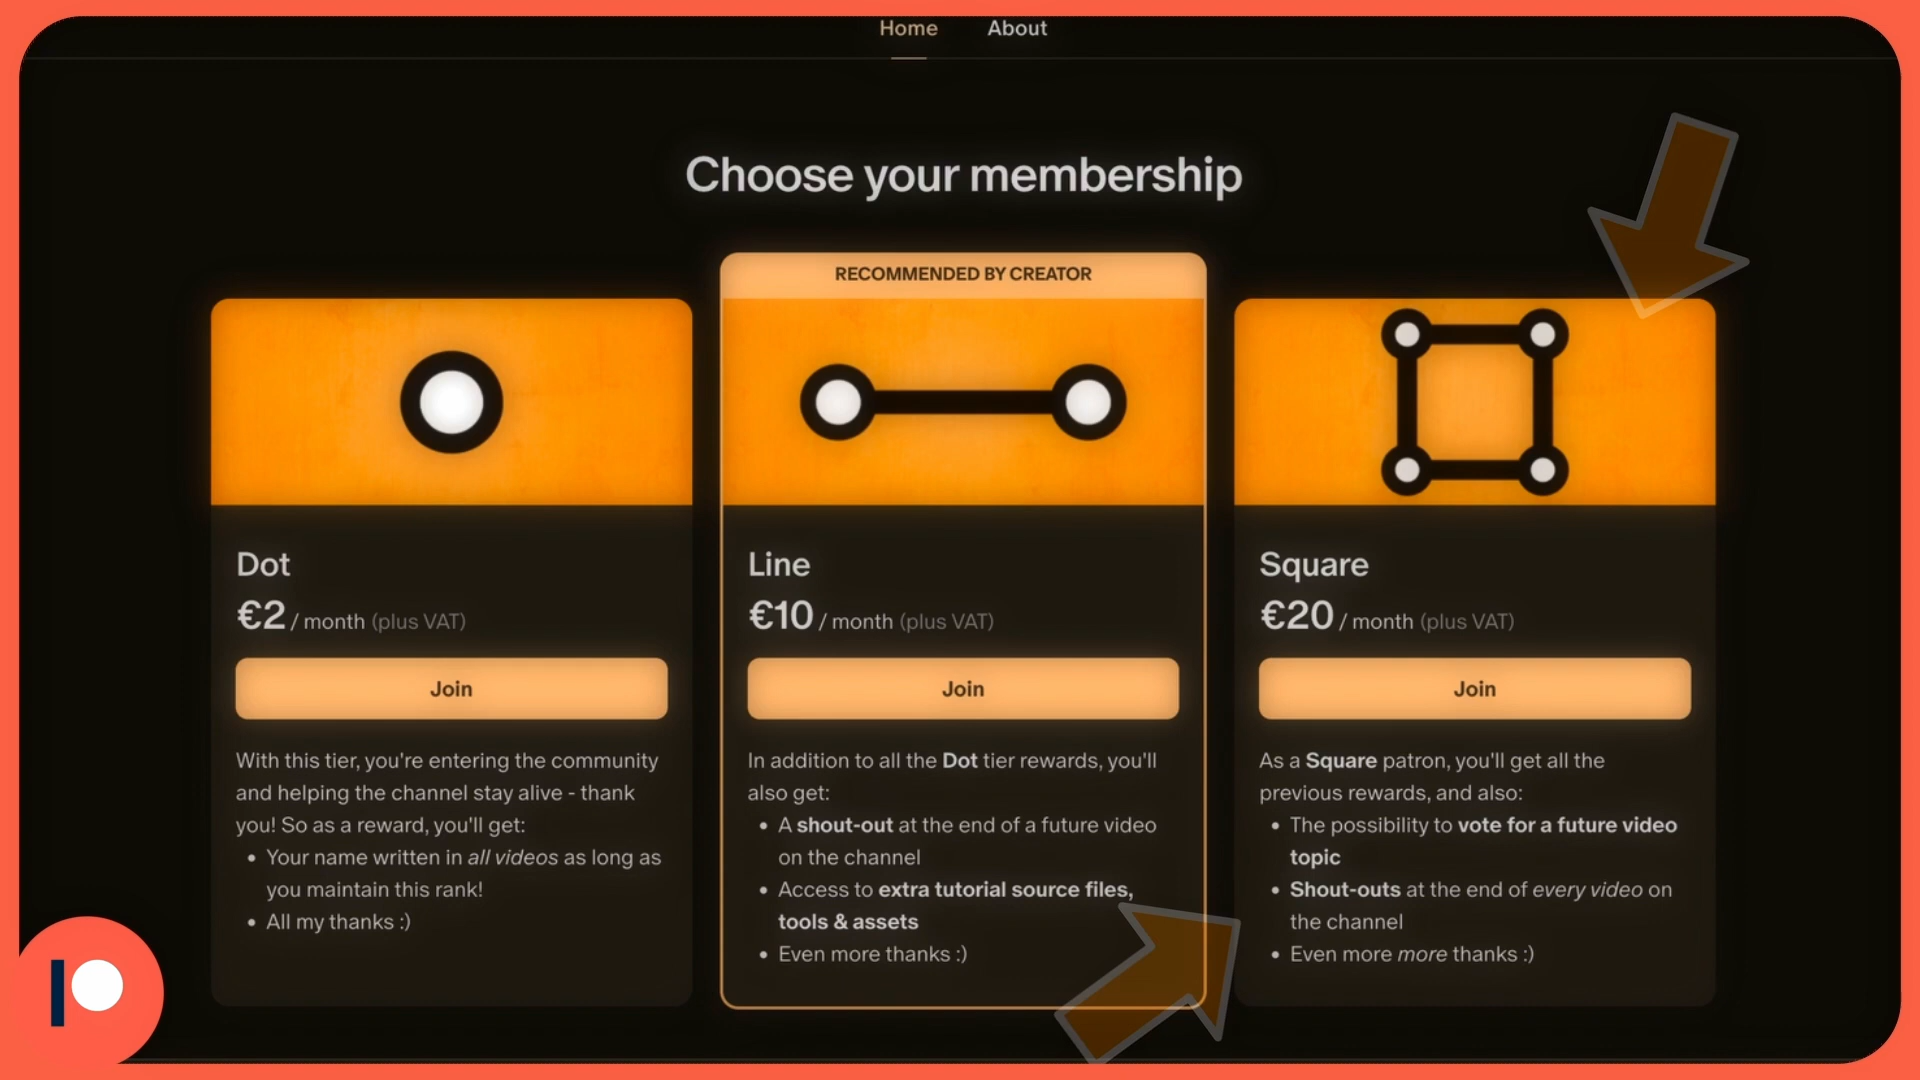 Home About
Choose your membership
RECOMMENDED BY CREATOR
Dot
€2 / month (plus VAT)
Join
With this tier, you're entering the community
and helping the channel stay alive - thank
you! So as a reward, you'll get:
• Your name written in all videos as long as
you maintain this rank!
• All my thanks :)
Line
€10 / month (plus VAT)
Join
In addition to all the Dot tier rewards, you'll
also get:
• A shout-out at the end of a future video
on the channel
• Access to extra tutorial source files,
tools & assets
• Even more thanks :)
Square
€20 / month (plus VAT)
Join
As a Square patron, you'll get all the
previous rewards, and also:
• The possibility to vote for a future video
topic
• Shout-outs at the end of every video on
the channel
• Even more more thanks :)